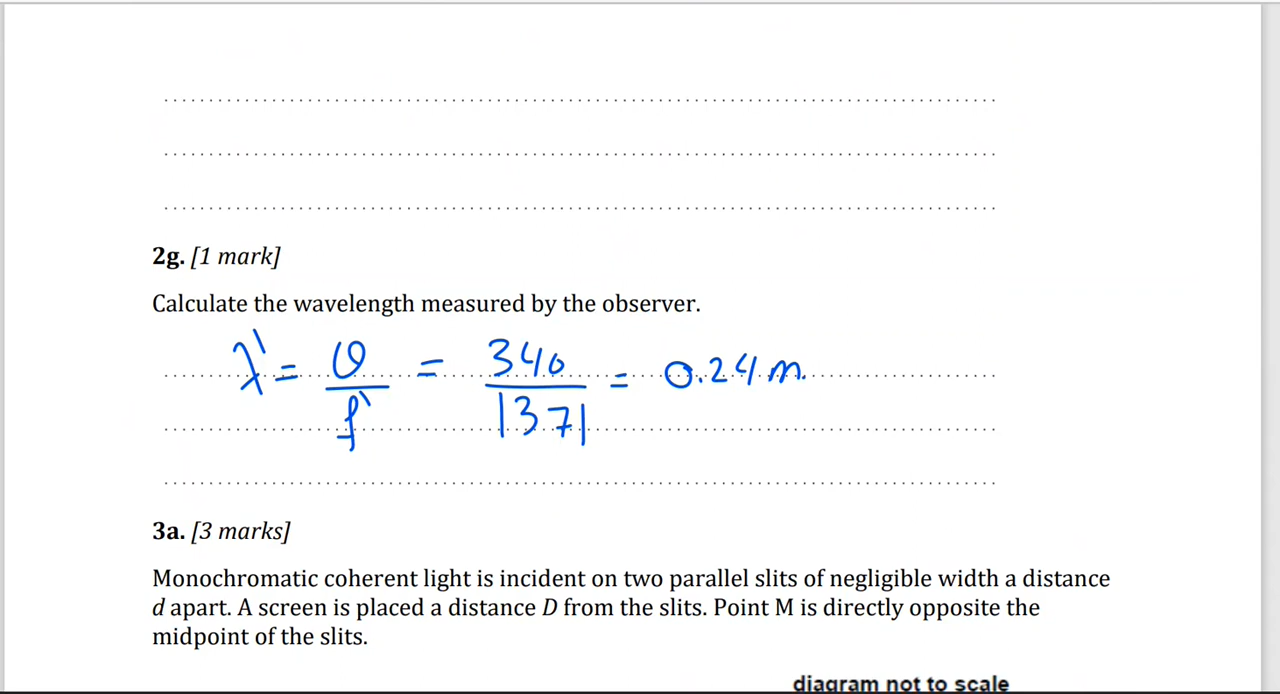 2g. [1 mark]
Calculate the wavelength measured by the observer.
λ' = v/f' = 340/1371 = 0.24 m.
3a. [3 marks]
Monochromatic coherent light is incident on two parallel slits of negligible width a distance
d apart. A screen is placed a distance D from the slits. Point M is directly opposite the
midpoint of the slits.
diagram not to scale